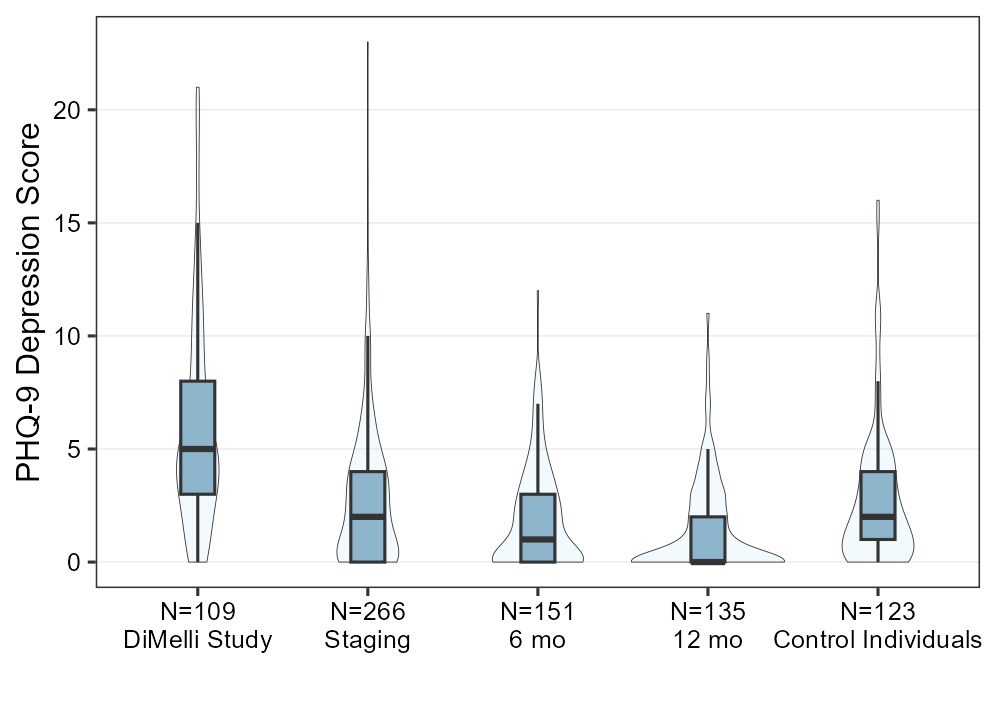 PHQ-9 Depression Score
20
15
10
5
0
N=109 N=266 N=151 N=135 N=123
DiMelli Study Staging 6 mo 12 mo Control Individuals